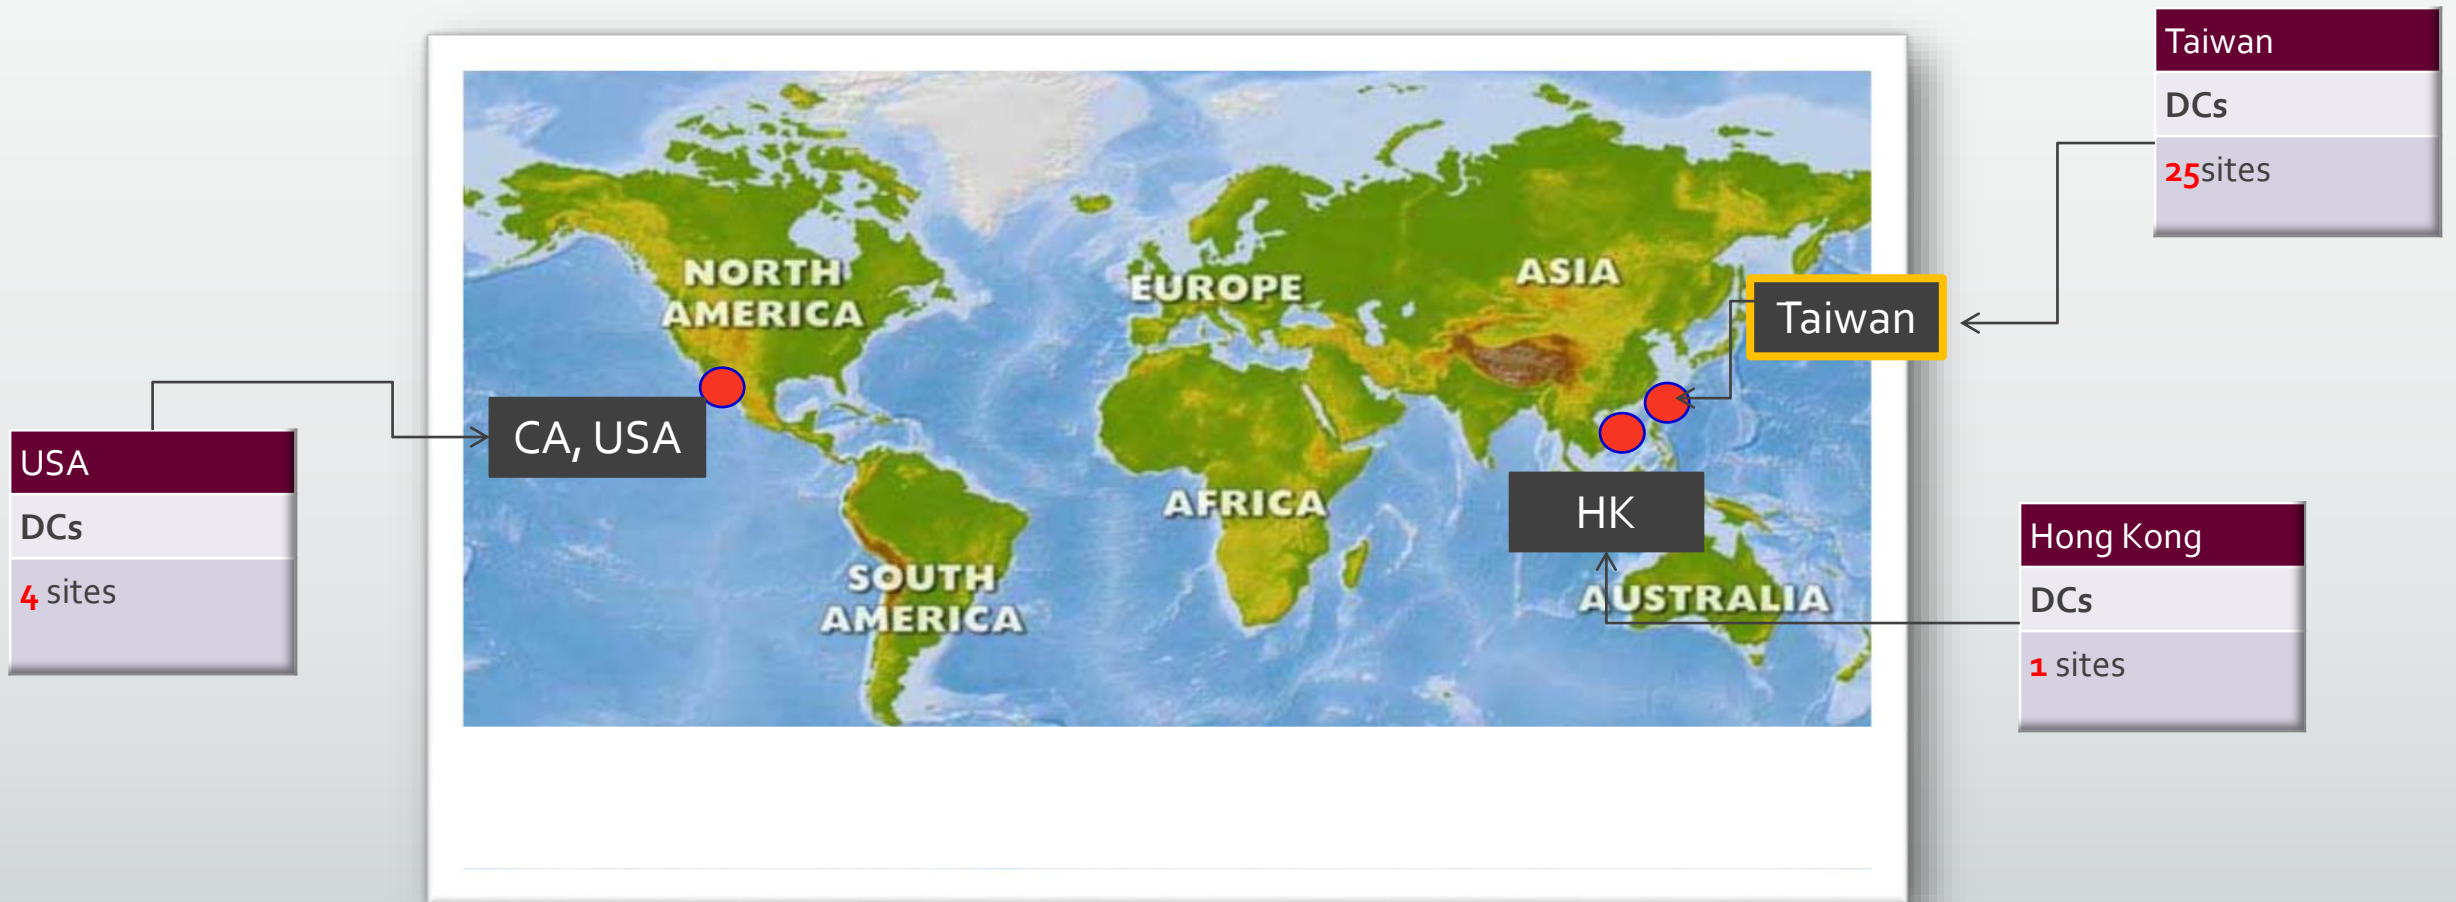 Taiwan
DCs
25sites
NORTH
AMERICA
EUROPE
ASIA
Taiwan
CA, USA
USA
DCs
4 sites
AFRICA
HK
SOUTH
AMERICA
AUSTRALIA
Hong Kong
DCs
1 sites